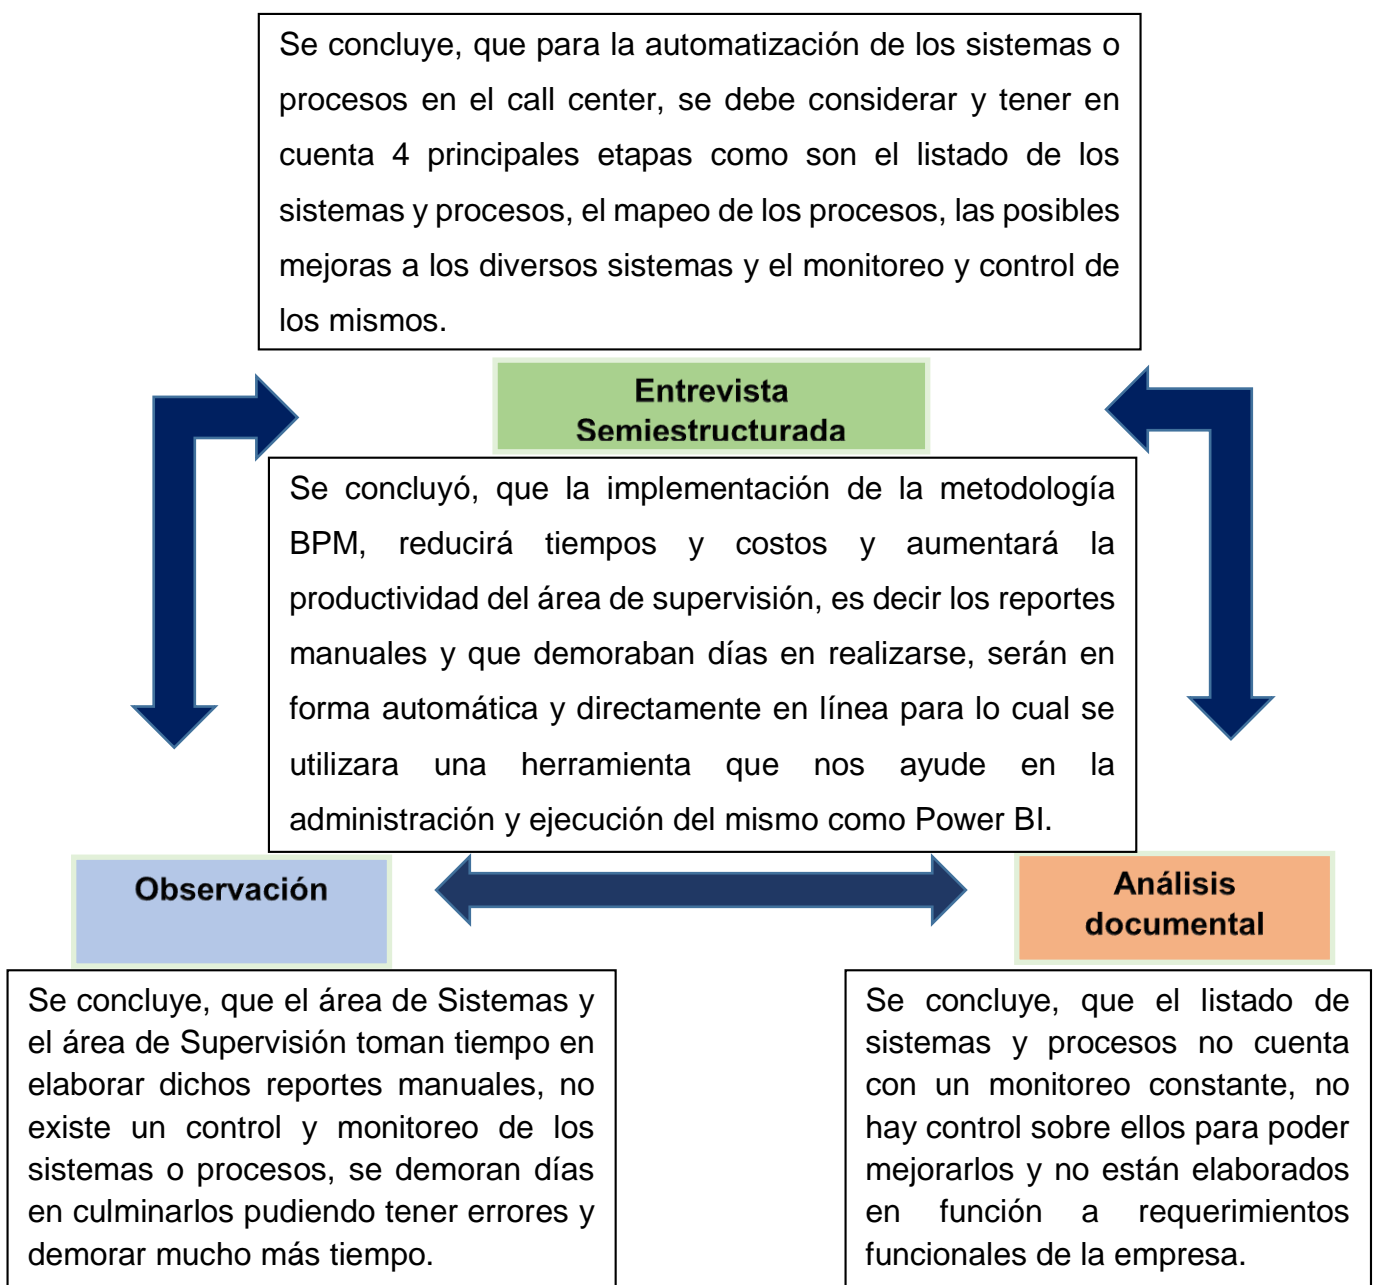 Se concluye, que para la automatización de los sistemas o
procesos en el call center, se debe considerar y tener en
cuenta 4 principales etapas como son el listado de los
sistemas y procesos, el mapeo de los procesos, las posibles
mejoras a los diversos sistemas y el monitoreo y control de
los mismos.
Entrevista
Semiestructurada
Se concluyó, que la implementación de la metodología
BPM, reducirá tiempos y costos y aumentará la
productividad del área de supervisión, es decir los reportes
manuales y que demoraban días en realizarse, serán en
forma automática y directamente en línea para lo cual se
utilizara una herramienta que nos ayude en la
administración y ejecución del mismo como Power BI.
Observación
Se concluye, que el área de Sistemas y
el área de Supervisión toman tiempo en
elaborar dichos reportes manuales, no
existe un control y monitoreo de los
sistemas o procesos, se demoran días
en culminarlos pudiendo tener errores y
demorar mucho más tiempo.
Análisis
documental
Se concluye, que el listado de
sistemas y procesos no cuenta
con un monitoreo constante, no
hay control sobre ellos para poder
mejorarlos y no están elaborados
en función a requerimientos
funcionales de la empresa.